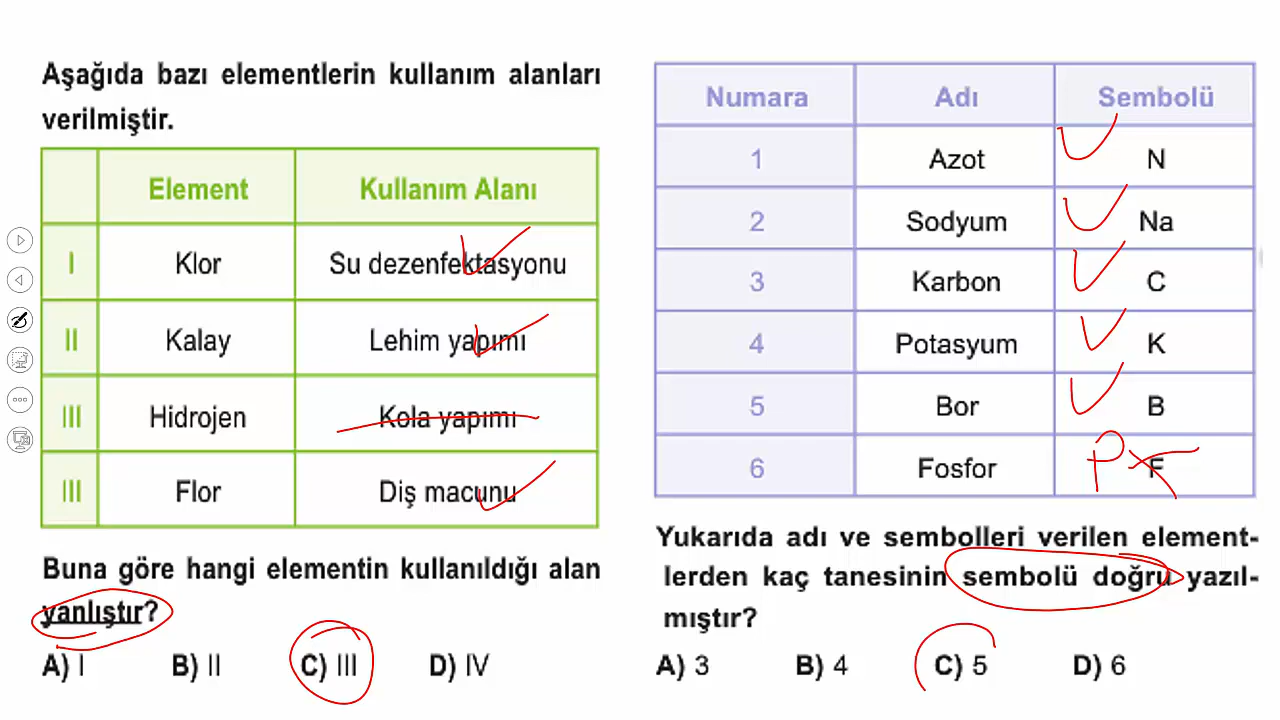 Aşağıda bazı elementlerin kullanım alanları
verilmiştir.
Element Kullanım Alanı
I Klor Su dezenfektasyonu
II Kalay Lehim yapımı
III Hidrojen Kola yapımı
III Flor Diş macunu
Buna göre hangi elementin kullanıldığı alan
yanlıştır?
A) I B) II C) III D) IV
Numara Adı Sembolü
1 Azot N
2 Sodyum Na
3 Karbon C
4 Potasyum K
5 Bor B
6 Fosfor P F
Yukarıda adı ve sembolleri verilen element-
lerden kaç tanesinin sembolü doğru yazıl-
mıştır?
A) 3 B) 4 C) 5 D) 6